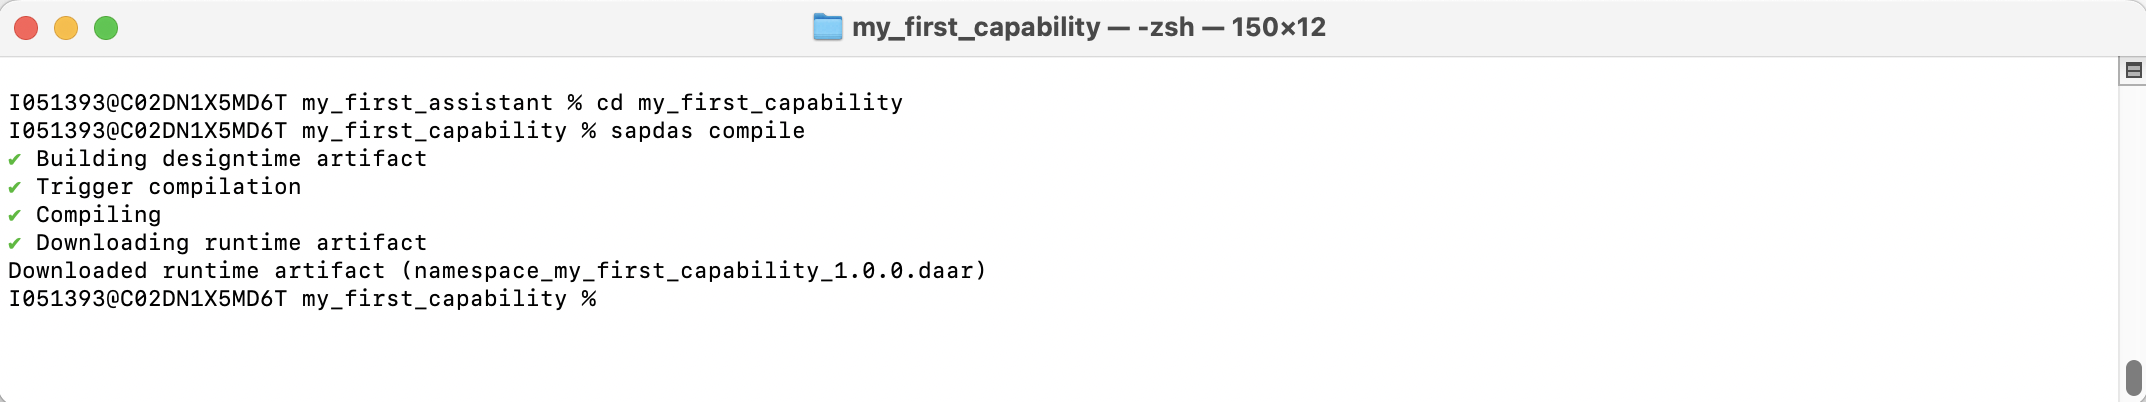 my_first_capability — -zsh — 150×12
I051393@C02DN1X5MD6T my_first_assistant % cd my_first_capability
I051393@C02DN1X5MD6T my_first_capability % sapdas compile
✔ Building designtime artifact
✔ Trigger compilation
✔ Compiling
✔ Downloading runtime artifact
Downloaded runtime artifact (namespace_my_first_capability_1.0.0.daar)
I051393@C02DN1X5MD6T my_first_capability %